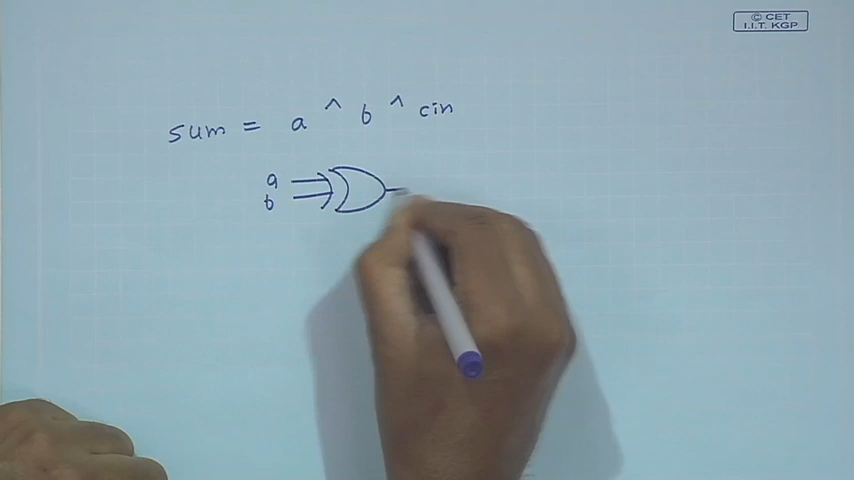 © CET
I.I.T. KGP
sum = a ^ b ^ cin
a
b